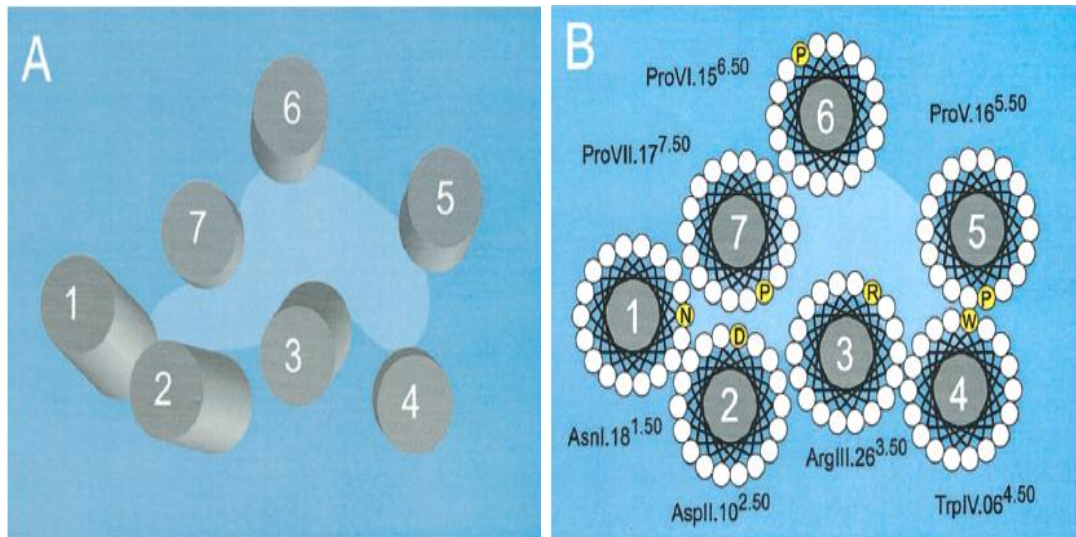 A
6
5
7
1
3
2
4
B
P
ProVI.15^6.50
6
ProV.16^5.50
ProVII.17^7.50
7
5
P
R
P
1
N
D
W
3
2
4
AsnI.18^1.50
ArgIII.26^3.50
AspII.10^2.50
TrpIV.06^4.50